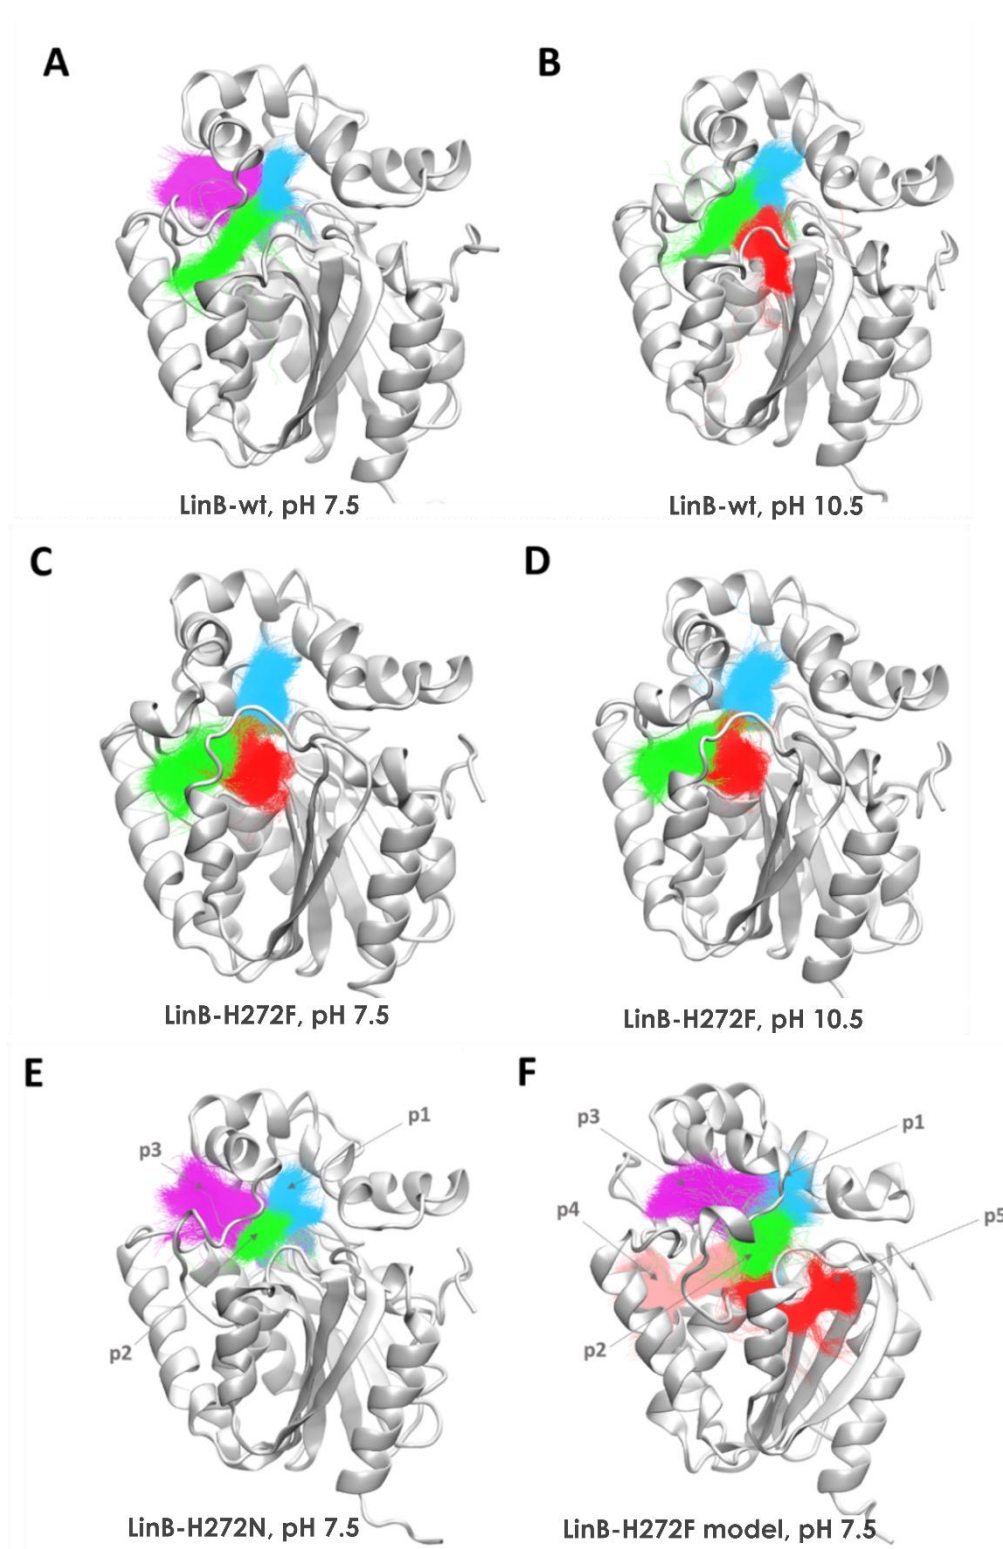 A
B
LinB-wt, pH 7.5
LinB-wt, pH 10.5
C
D
LinB-H272F, pH 7.5
LinB-H272F, pH 10.5
E
F
p1
p3
p2
p3
p1
p4
p5
p2
LinB-H272N, pH 7.5
LinB-H272F model, pH 7.5